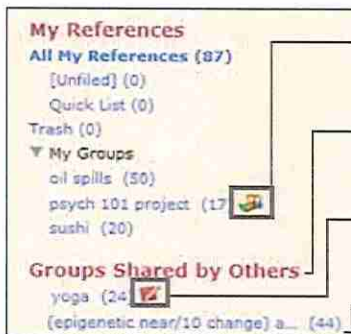 My References
All My References (87)
[Unfiled] (0)
Quick List (0)
Trash (0)
My Groups
oil spills (50)
psych 101 project (17
sushi (20)
Groups Shared by Others
yoga (24
(epigenetic near/10 change) a... (44)